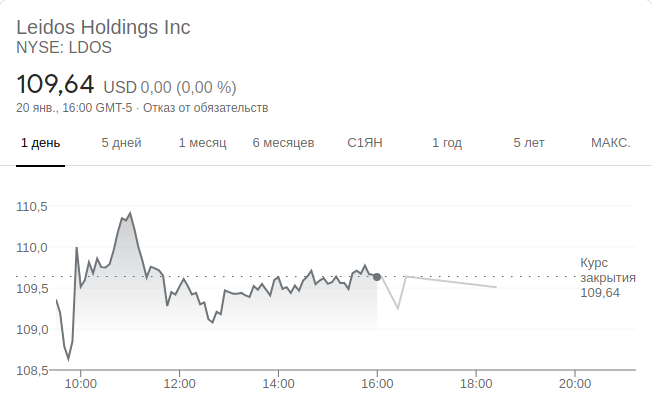 Leidos Holdings Inc
NYSE: LDOS
109,64 USD 0,00 (0,00 %)
20 янв., 16:00 GMT-5 · Отказ от обязательств
1 день 5 дней 1 месяц 6 месяцев С1ЯН 1 год 5 лет МАКС.
110,5
110,0
109,5
109,0
108,5
Курс
закрытия
109,64
10:00 12:00 14:00 16:00 18:00 20:00